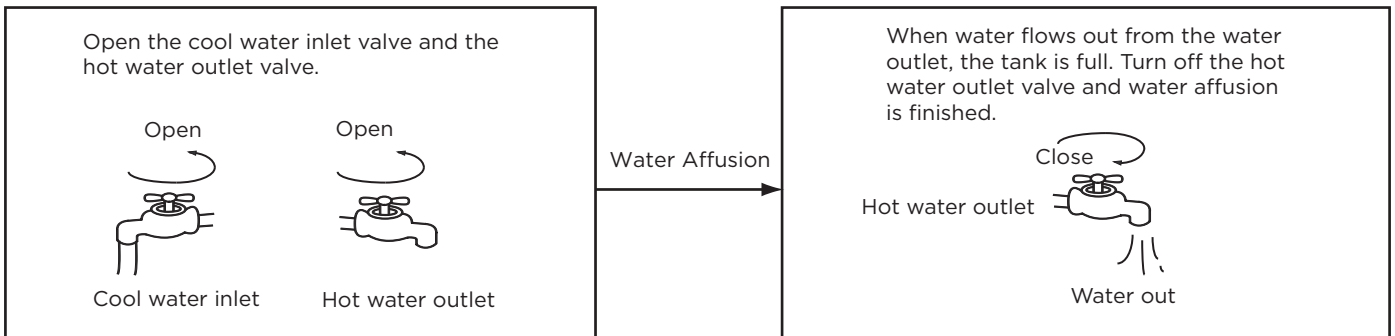 Open the cool water inlet valve and the
hot water outlet valve.
Open
Open
Cool water inlet
Hot water outlet
Water Affusion
When water flows out from the water
outlet, the tank is full. Turn off the hot
water outlet valve and water affusion
is finished.
Close
Hot water outlet
Water out